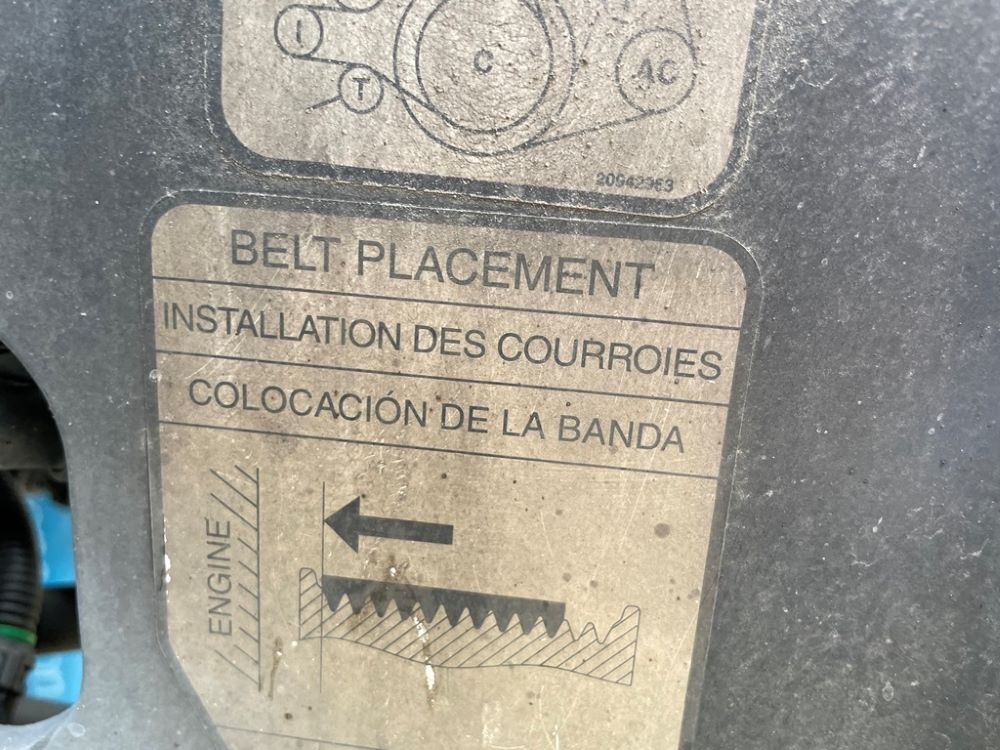 I
T
C
AC
20942363
BELT PLACEMENT
INSTALLATION DES COURROIES
COLOCACIÓN DE LA BANDA
ENGINE